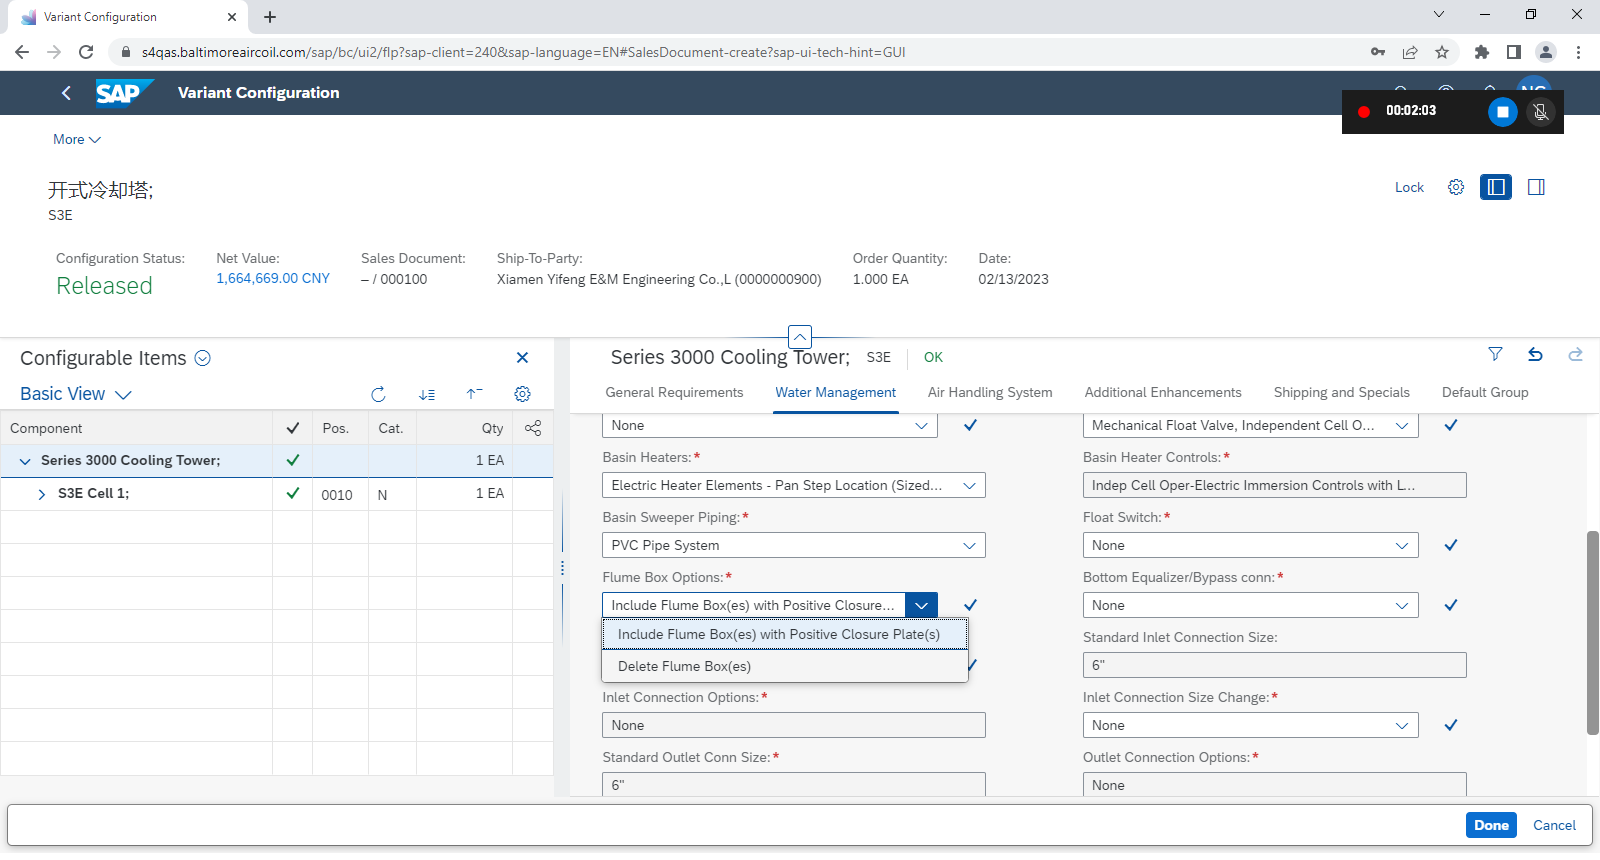 Variant Configuration
s4qas.baltimoreaircoil.com/sap/bc/ui2/flp?sap-client=240&sap-language=EN#SalesDocument-create?sap-ui-tech-hint=GUI
SAP
Variant Configuration
00:02:03
More
开式冷却塔;
S3E
Lock
Configuration Status:
Released
Net Value:
1,664,669.00 CNY
Sales Document:
– / 000100
Ship-To-Party:
Xiamen Yifeng E&M Engineering Co.,L (0000000900)
Order Quantity:
1.000 EA
Date:
02/13/2023
Configurable Items
Basic View
Component Pos. Cat. Qty
Series 3000 Cooling Tower; 1 EA
S3E Cell 1; 0010 N 1 EA
Series 3000 Cooling Tower; S3E OK
General Requirements Water Management Air Handling System Additional Enhancements Shipping and Specials Default Group
None
Mechanical Float Valve, Independent Cell O...
Basin Heaters:*
Electric Heater Elements - Pan Step Location (Sized...
Basin Heater Controls:*
Indep Cell Oper-Electric Immersion Controls with L...
Basin Sweeper Piping:*
PVC Pipe System
Float Switch:*
None
Flume Box Options:*
Include Flume Box(es) with Positive Closure...
Include Flume Box(es) with Positive Closure Plate(s)
Delete Flume Box(es)
Bottom Equalizer/Bypass conn:*
None
Standard Inlet Connection Size:
6"
Inlet Connection Options:*
None
Inlet Connection Size Change:*
None
Standard Outlet Conn Size:*
6"
Outlet Connection Options:*
None
Done
Cancel